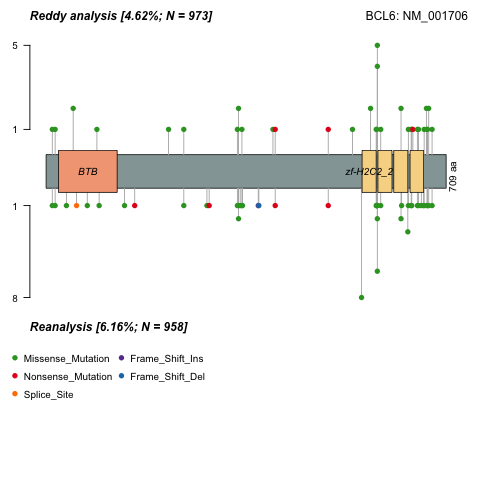 Reddy analysis [4.62%; N = 973]
BCL6: NM_001706
5
1
BTB
zf-H2C2_2
709 aa
1
8
Reanalysis [6.16%; N = 958]
Missense_Mutation
Frame_Shift_Ins
Nonsense_Mutation
Frame_Shift_Del
Splice_Site